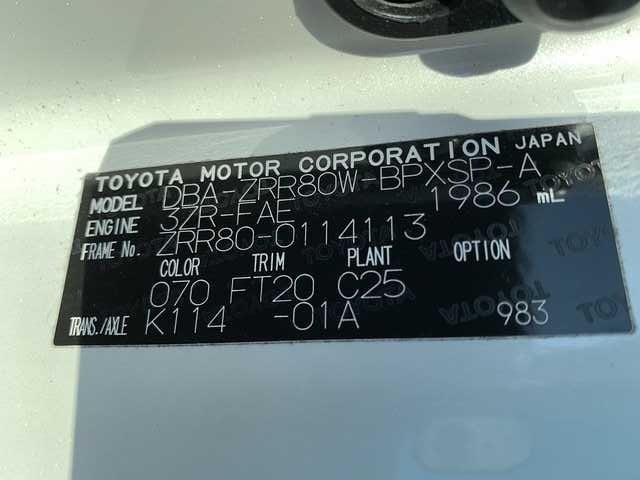 TOYOTA MOTOR CORPORATION JAPAN
MODEL DBA-ZRR80W-BPXSP-A
ENGINE 3ZR-FAE 1986 mL
FRAME No. ZRR80-0114113
COLOR TRIM PLANT OPTION
070 FT20 C25
TRANS./AXLE K114 -01A 983